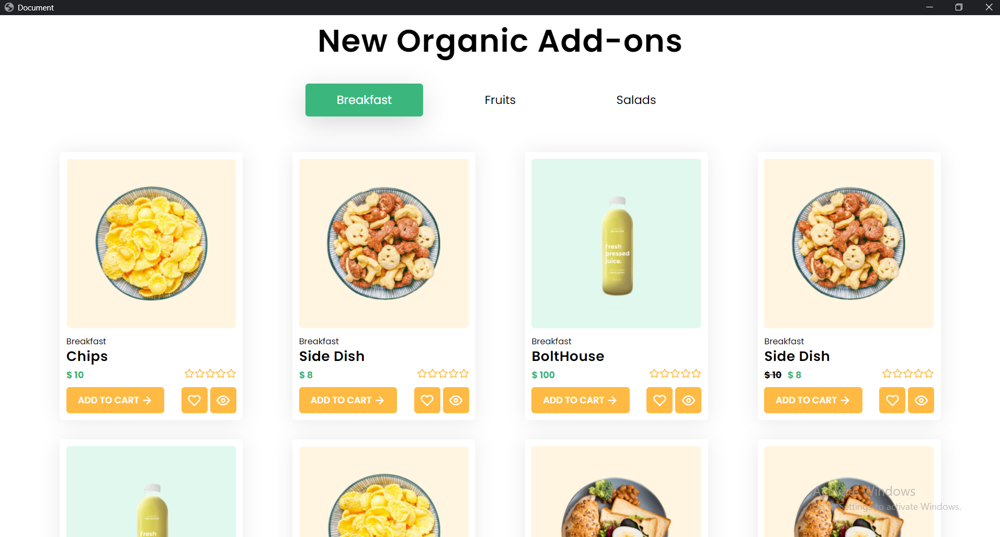 Document
New Organic Add-ons
Breakfast Fruits Salads
fresh
pressed
juice.
Breakfast
Chips
$ 10
ADD TO CART
Breakfast
Side Dish
$ 8
ADD TO CART
Breakfast
BoltHouse
$ 100
ADD TO CART
Breakfast
Side Dish
$ 10 $ 8
ADD TO CART
fresh
Activate Windows
Go to Settings to activate Windows.